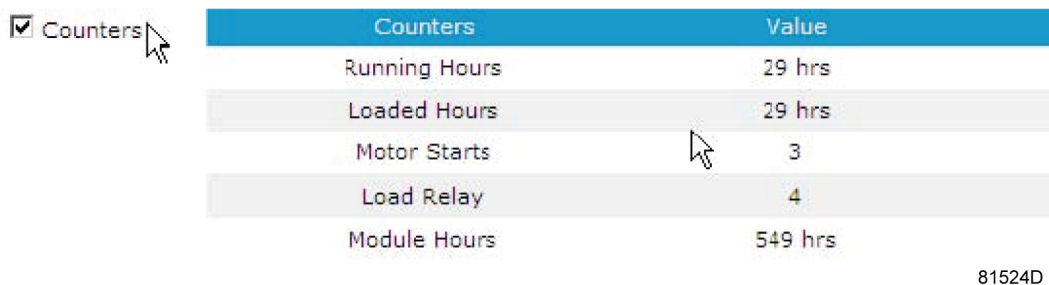 Counters
Counters Value
Running Hours 29 hrs
Loaded Hours 29 hrs
Motor Starts 3
Load Relay 4
Module Hours 549 hrs
81524D